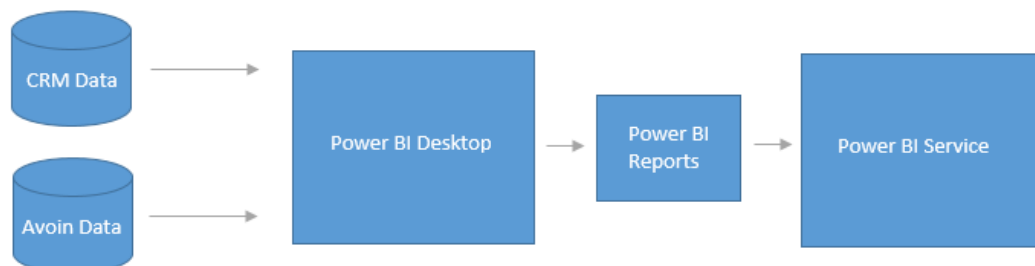 CRM Data
Avoin Data
Power BI Desktop
Power BI
Reports
Power BI Service